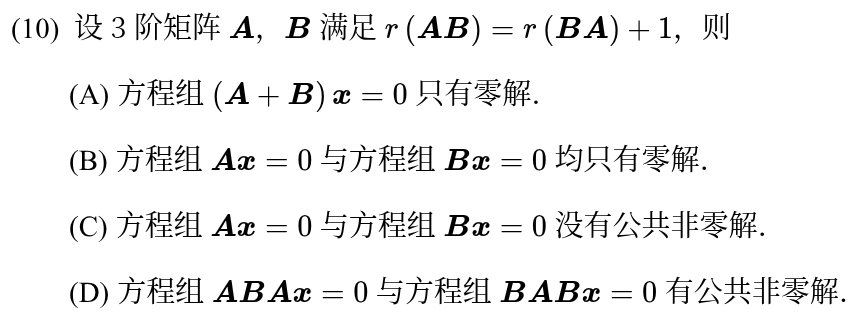 (10) 设 3 阶矩阵 A，B 满足 r (AB) = r (BA) + 1，则
(A) 方程组 (A + B) x = 0 只有零解.
(B) 方程组 Ax = 0 与方程组 Bx = 0 均只有零解.
(C) 方程组 Ax = 0 与方程组 Bx = 0 没有公共非零解.
(D) 方程组 ABAx = 0 与方程组 BABx = 0 有公共非零解.